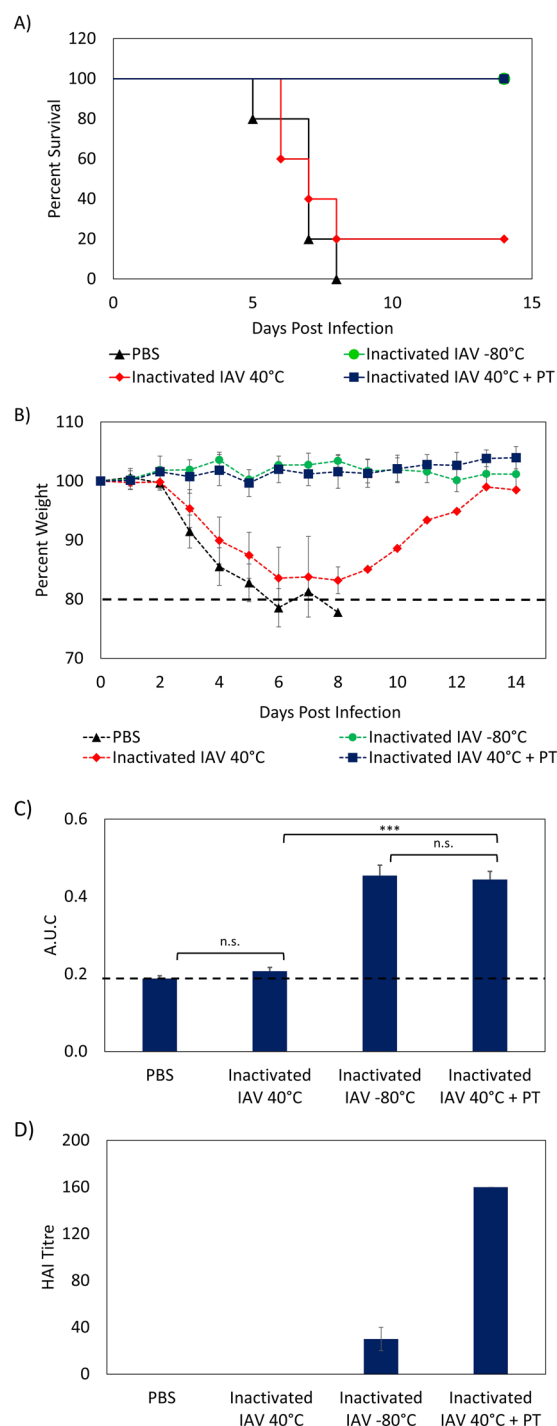 A)
120
100
80
60
40
20
0
Percent Survival
0 5 10 15
Days Post Infection
PBS Inactivated IAV -80°C
Inactivated IAV 40°C Inactivated IAV 40°C + PT
B)
110
100
90
80
70
Percent Weight
0 2 4 6 8 10 12 14
Days Post Infection
PBS Inactivated IAV -80°C
Inactivated IAV 40°C Inactivated IAV 40°C + PT
C)
0.6
0.4
0.2
0.0
A.U.C
***
n.s.
n.s.
PBS Inactivated Inactivated Inactivated
IAV 40°C IAV -80°C IAV 40°C + PT
D)
200
160
120
80
40
0
HAI Titre
PBS Inactivated Inactivated Inactivated
IAV 40°C IAV -80°C IAV 40°C + PT